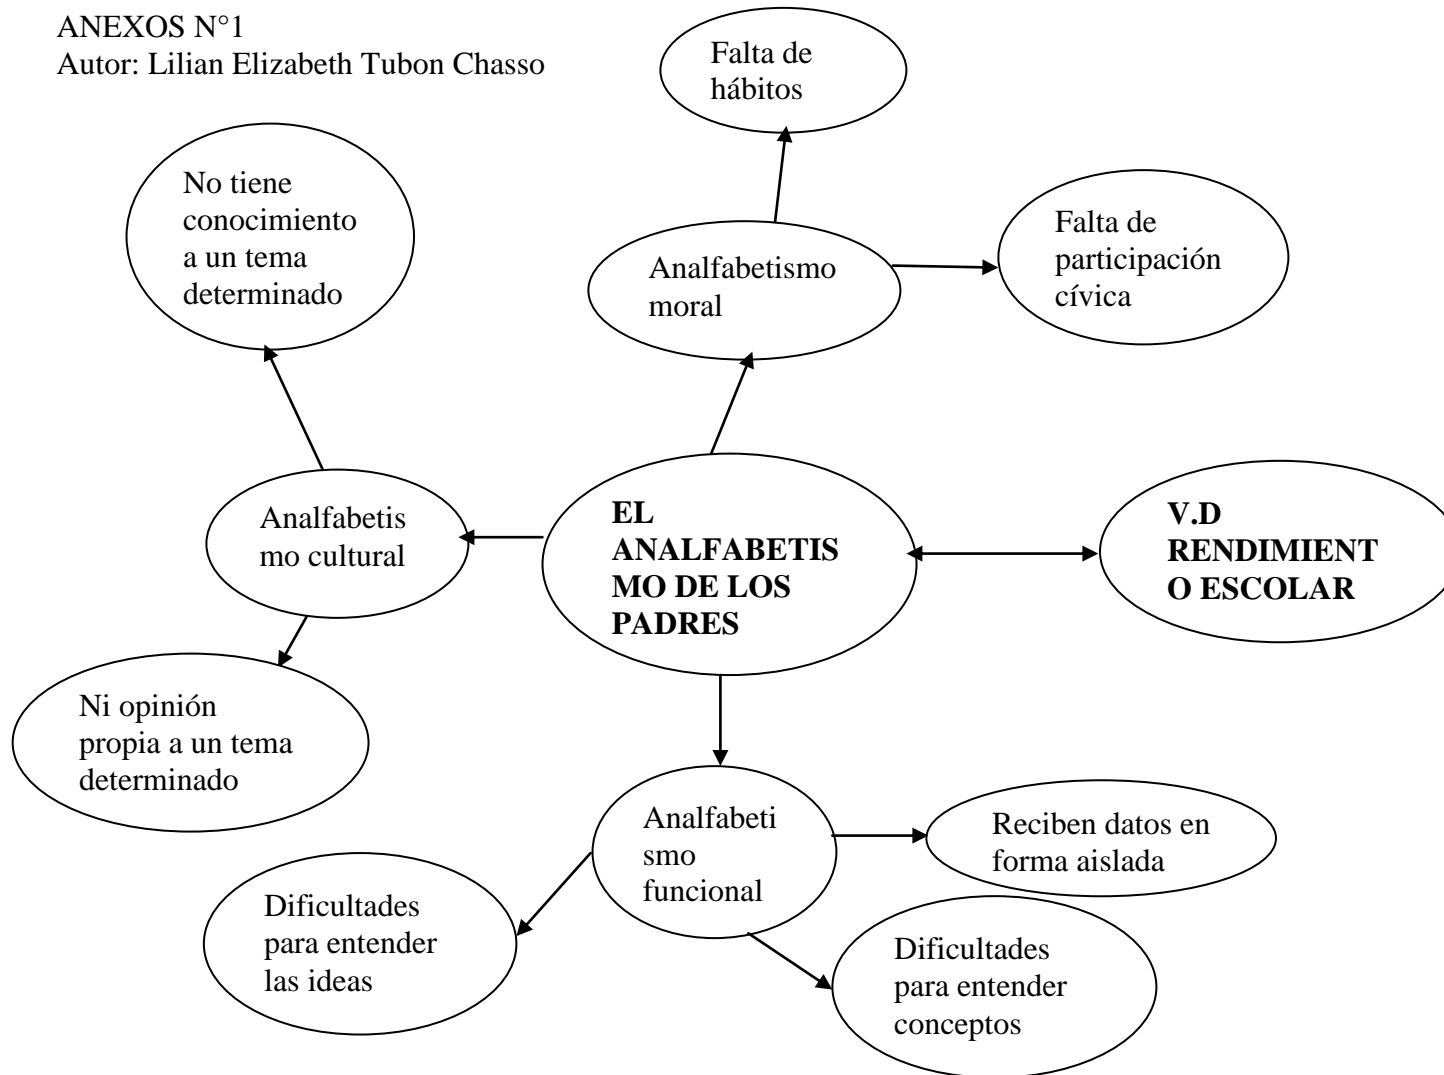 ANEXOS N°1
Autor: Lilian Elizabeth Tubon Chasso
Falta de
hábitos
No tiene
conocimiento
a un tema
determinado
Analfabetismo
moral
Falta de
participación
cívica
Analfabetis
mo cultural
EL
ANALFABETIS
MO DE LOS
PADRES
V.D
RENDIMIENT
O ESCOLAR
Ni opinión
propia a un tema
determinado
Analfabeti
smo
funcional
Reciben datos en
forma aislada
Dificultades
para entender
las ideas
Dificultades
para entender
conceptos